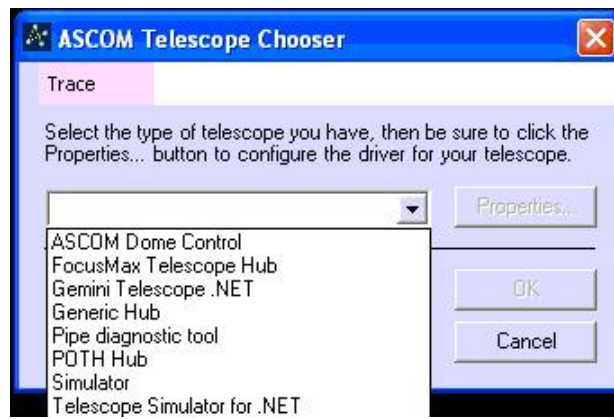 ASCOM Telescope Chooser
Trace
Select the type of telescope you have, then be sure to click the
Properties... button to configure the driver for your telescope.
Properties...
ASCOM Dome Control
FocusMax Telescope Hub
Gemini Telescope .NET
Generic Hub
Pipe diagnostic tool
POTH Hub
Simulator
Telescope Simulator for .NET
OK
Cancel